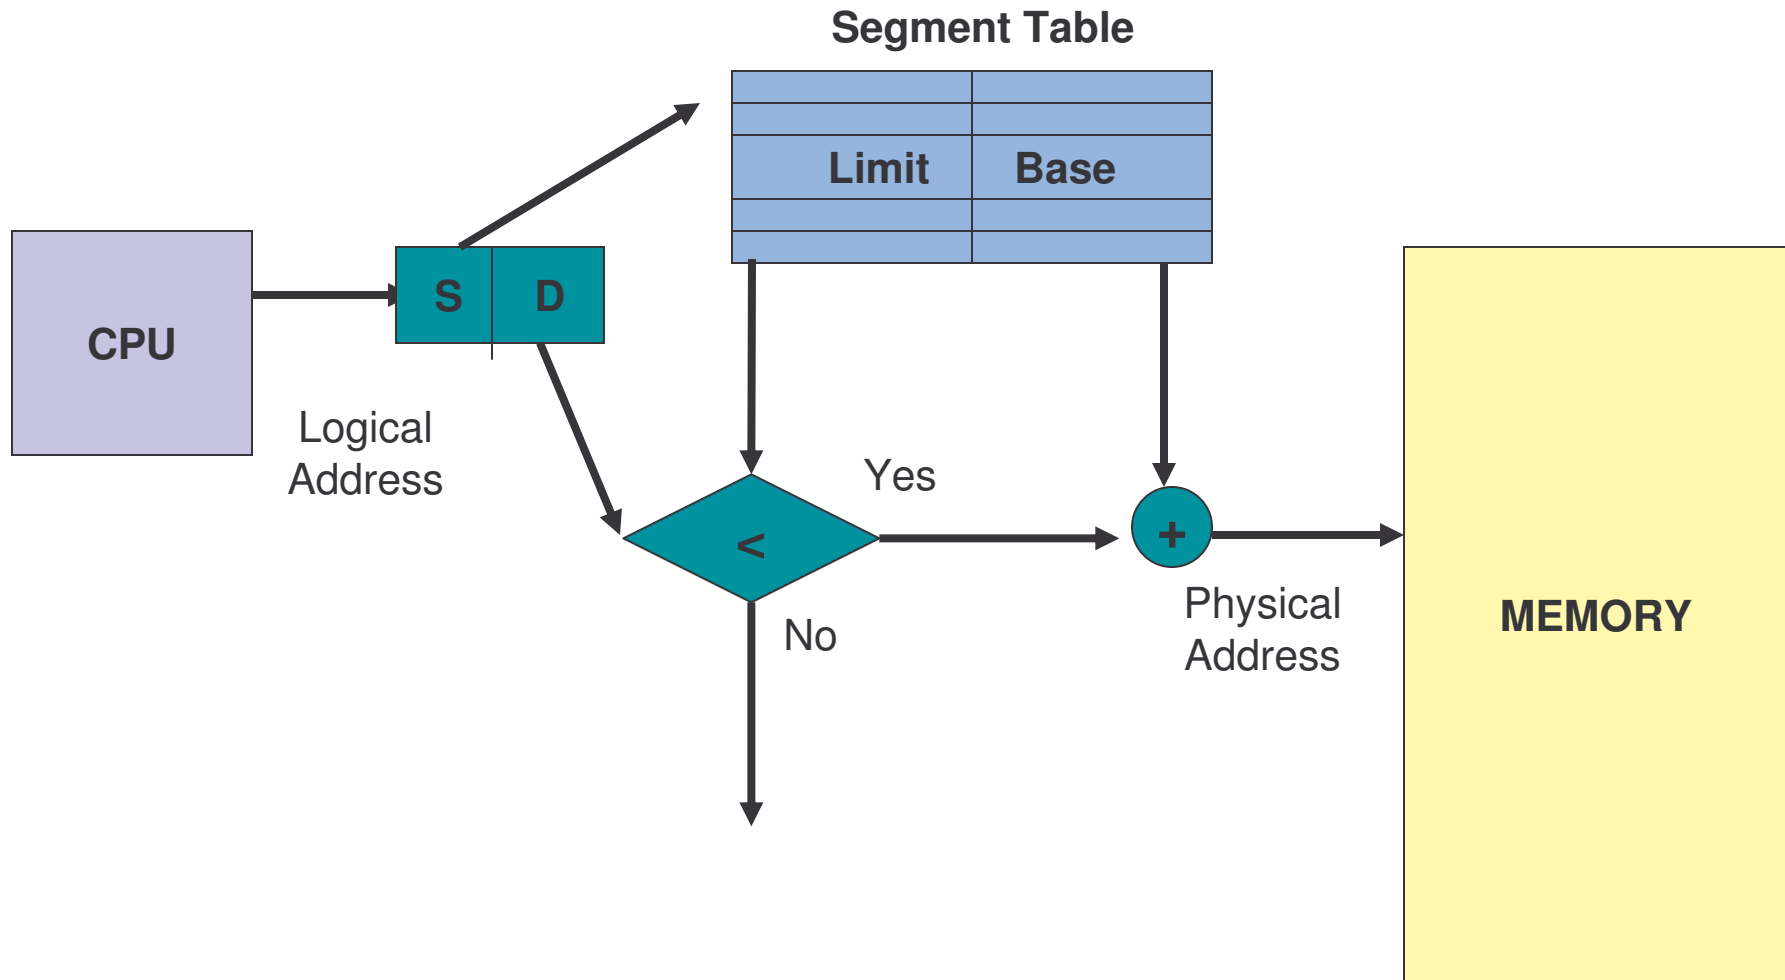 Segment Table
Limit Base
S D
CPU
Logical
Address
Yes
<
+
No
Physical
Address
MEMORY